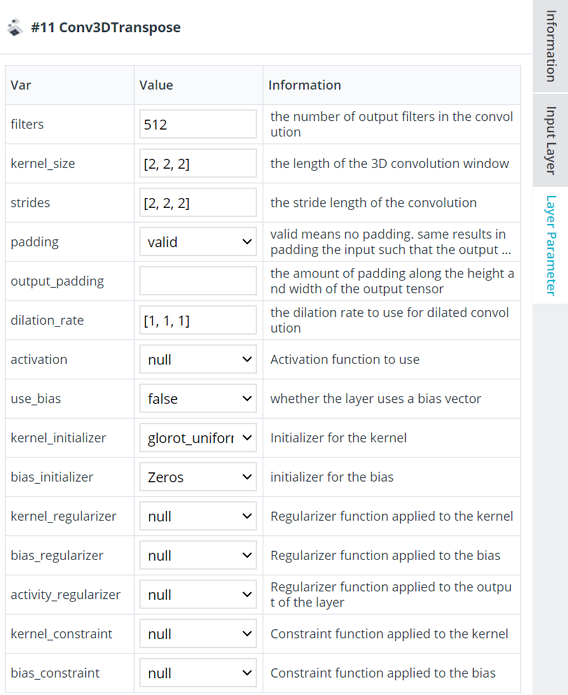 #11 Conv3DTranspose
Var Value Information
filters 512 the number of output filters in the convol
ution
kernel_size [2, 2, 2] the length of the 3D convolution window
strides [2, 2, 2] the stride length of the convolution
padding valid valid means no padding. same results in
padding the input such that the output ...
output_padding the amount of padding along the height a
nd width of the output tensor
dilation_rate [1, 1, 1] the dilation rate to use for dilated convol
ution
activation null Activation function to use
use_bias false whether the layer uses a bias vector
kernel_initializer glorot_unifor Initializer for the kernel
bias_initializer Zeros initializer for the bias
kernel_regularizer null Regularizer function applied to the kernel
bias_regularizer null Regularizer function applied to the bias
activity_regularizer null Regularizer function applied to the outpu
t of the layer
kernel_constraint null Constraint function applied to the kernel
bias_constraint null Constraint function applied to the bias
Information
Input Layer
Layer Parameter